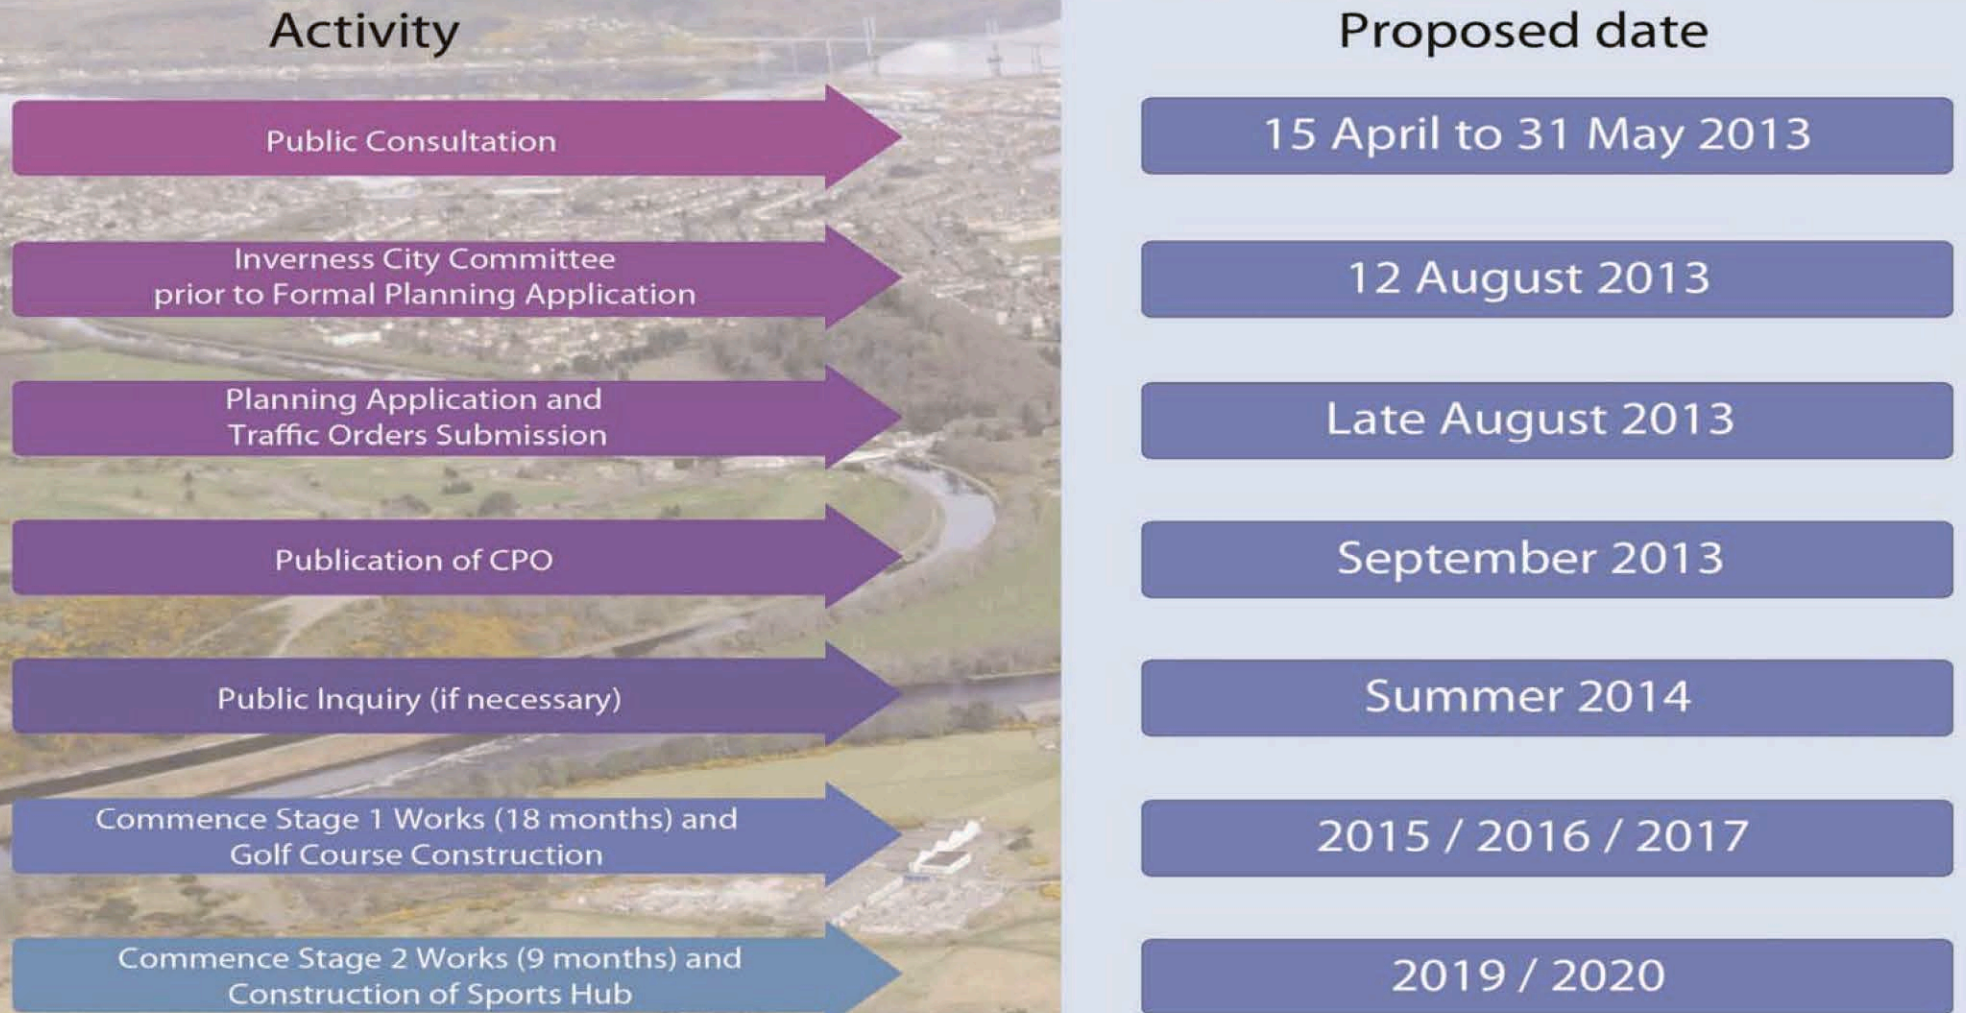 Activity
Proposed date
Public Consultation
15 April to 31 May 2013
Inverness City Committee
prior to Formal Planning Application
12 August 2013
Planning Application and
Traffic Orders Submission
Late August 2013
Publication of CPO
September 2013
Public Inquiry (if necessary)
Summer 2014
Commence Stage 1 Works (18 months) and
Golf Course Construction
2015 / 2016 / 2017
Commence Stage 2 Works (9 months) and
Construction of Sports Hub
2019 / 2020